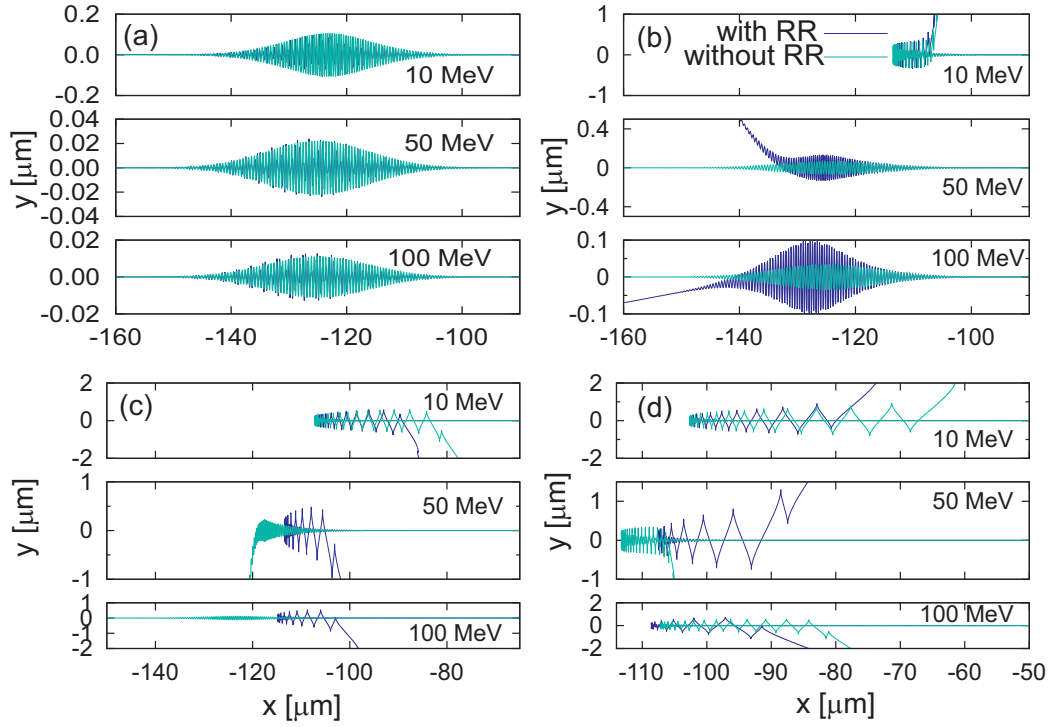 (a)
0.2
0.0
-0.2
10 MeV
0.04
0.02
0.00
-0.02
-0.04
50 MeV
0.02
0.00
0.02
100 MeV
y [μm]
-160 -140 -120 -100
(b)
with RR
without RR
1
0
-1
10 MeV
0.4
0.0
-0.4
50 MeV
0.1
0.0
-0.1
100 MeV
y [μm]
-160 -140 -120 -100
(c)
2
0
-2
10 MeV
1
0
-1
50 MeV
1
0
-1
-2
100 MeV
y [μm]
-140 -120 -100 -80
x [μm]
(d)
2
0
-2
10 MeV
1
0
-1
50 MeV
2
0
-2
100 MeV
y [μm]
-110 -100 -90 -80 -70 -60 -50
x [μm]